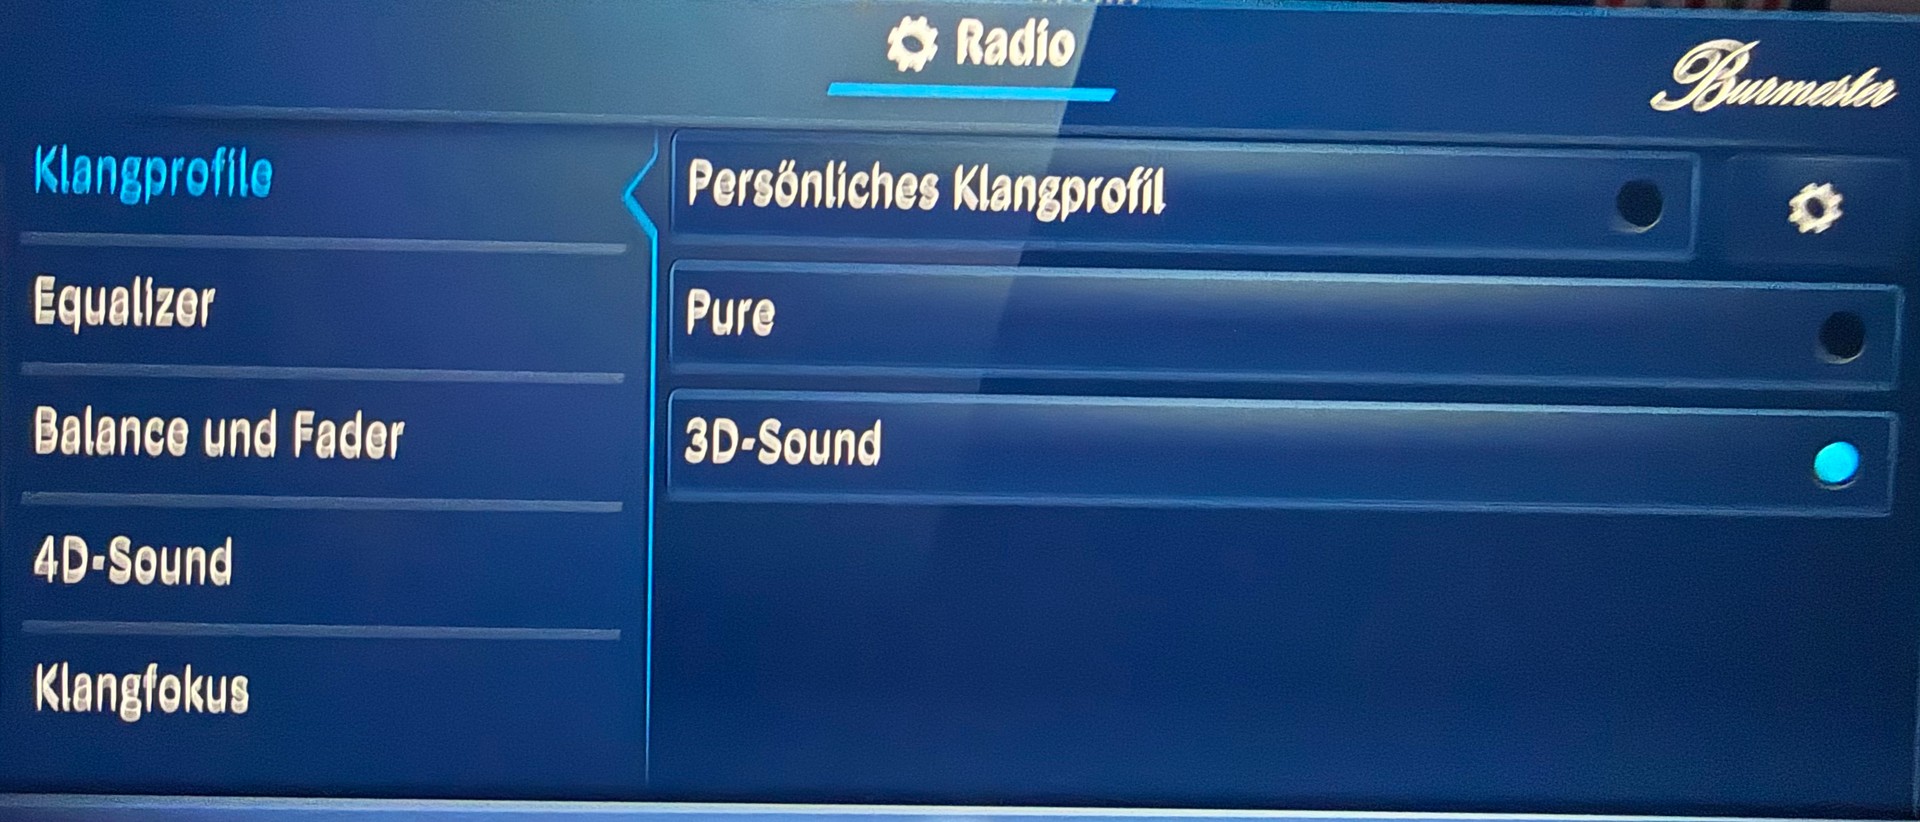 Radio
Burmester
Klangprofile
Persönliches Klangprofil
Equalizer
Pure
Balance und Fader
3D-Sound
4D-Sound
Klangfokus